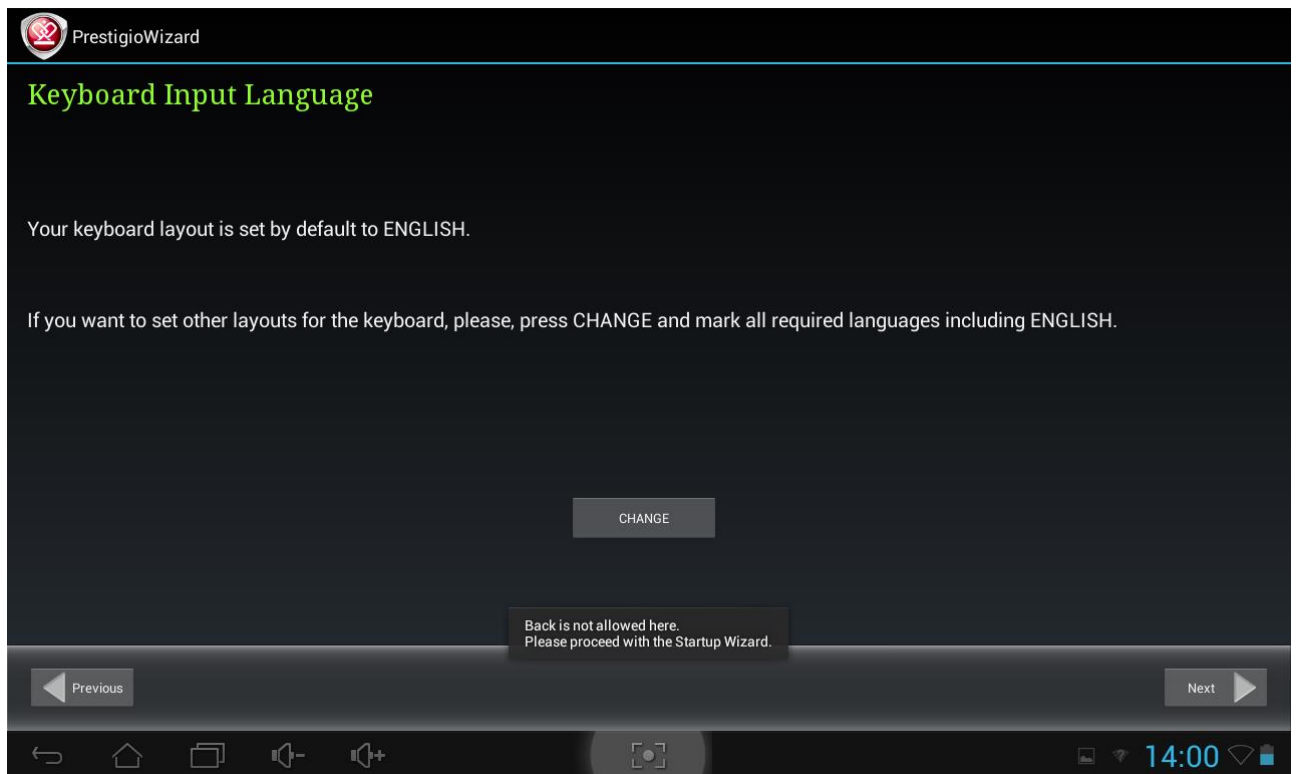 PrestigioWizard
Keyboard Input Language
Your keyboard layout is set by default to ENGLISH.
If you want to set other layouts for the keyboard, please, press CHANGE and mark all required languages including ENGLISH.
CHANGE
Back is not allowed here.
Please proceed with the Startup Wizard.
Previous
Next
14:00